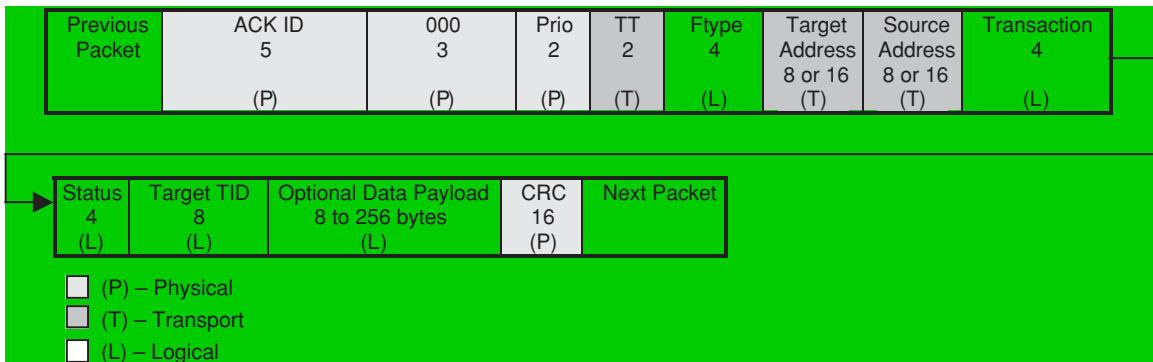 Previous Packet
ACK ID
5
(P)
000
3
(P)
Prio
2
(P)
TT
2
(T)
Ftype
4
(L)
Target
Address
8 or 16
(T)
Source
Address
8 or 16
(T)
Transaction
4
(L)
Status
4
(L)
Target TID
8
(L)
Optional Data Payload
8 to 256 bytes
(L)
CRC
16
(P)
Next Packet
(P) – Physical
(T) – Transport
(L) – Logical